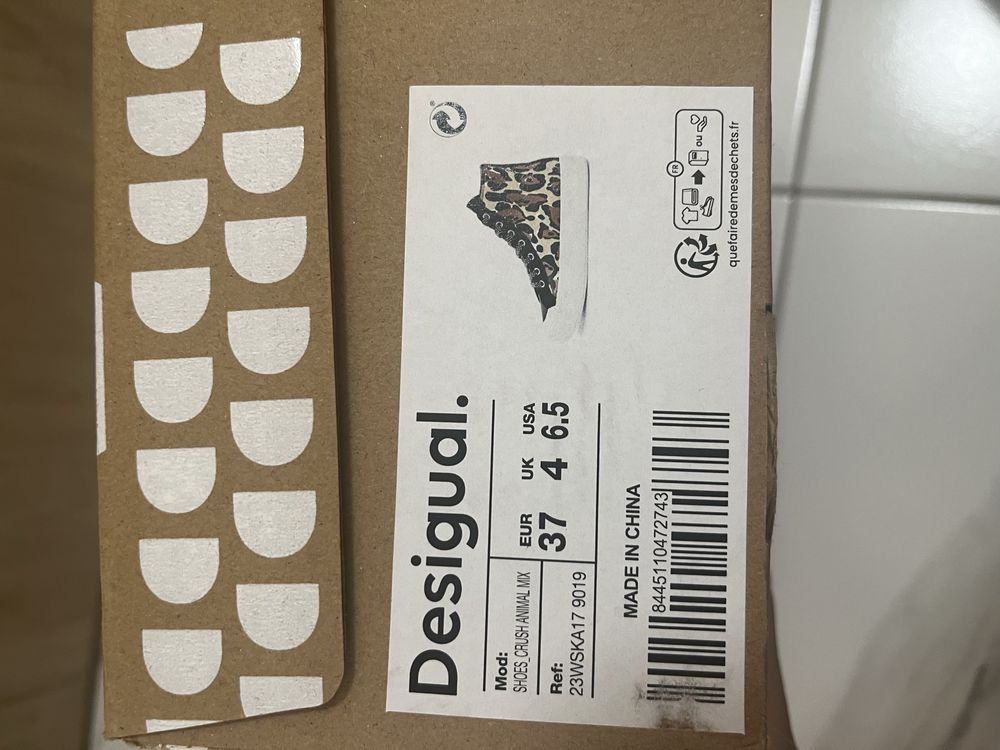 Desigual.
Mod:
SHOES_CRUSH ANIMAL MIX
Ref:
23WSKA17 9019
EUR UK USA
37 4 6.5
MADE IN CHINA
8445110472743
FR
ou
quefairedemesdechets.fr
®